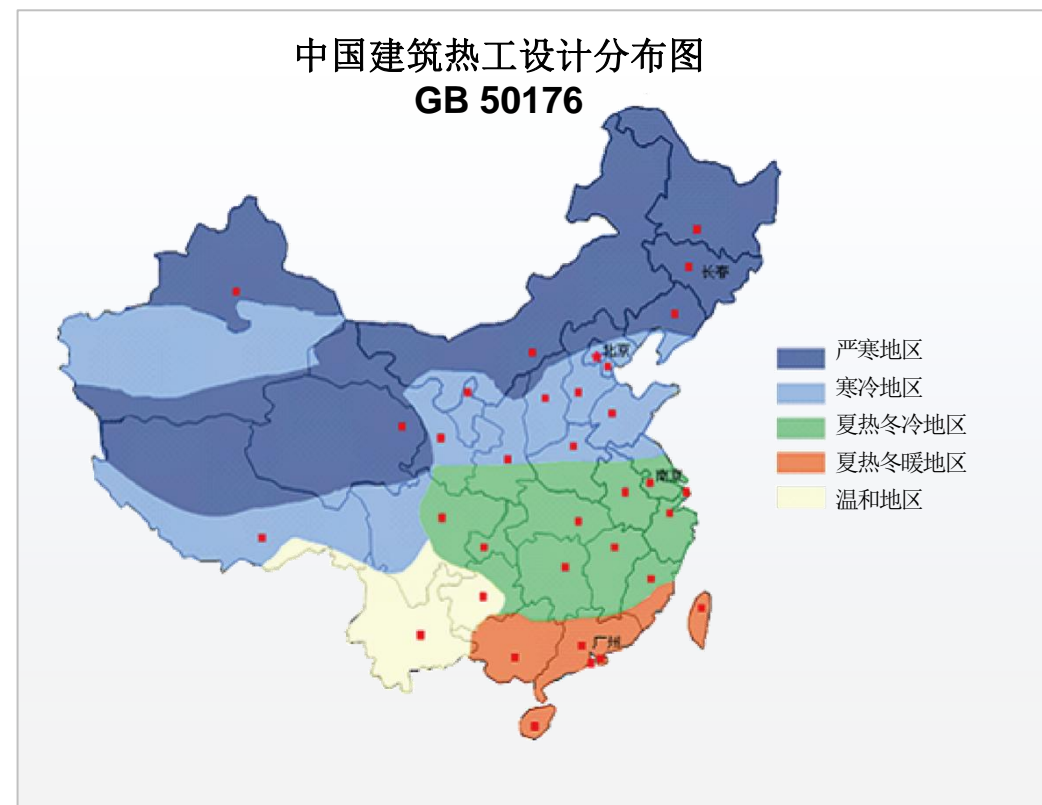 中国建筑热工设计分布图
GB 50176
长春
北京
南京
广州
严寒地区
寒冷地区
夏热冬冷地区
夏热冬暖地区
温和地区